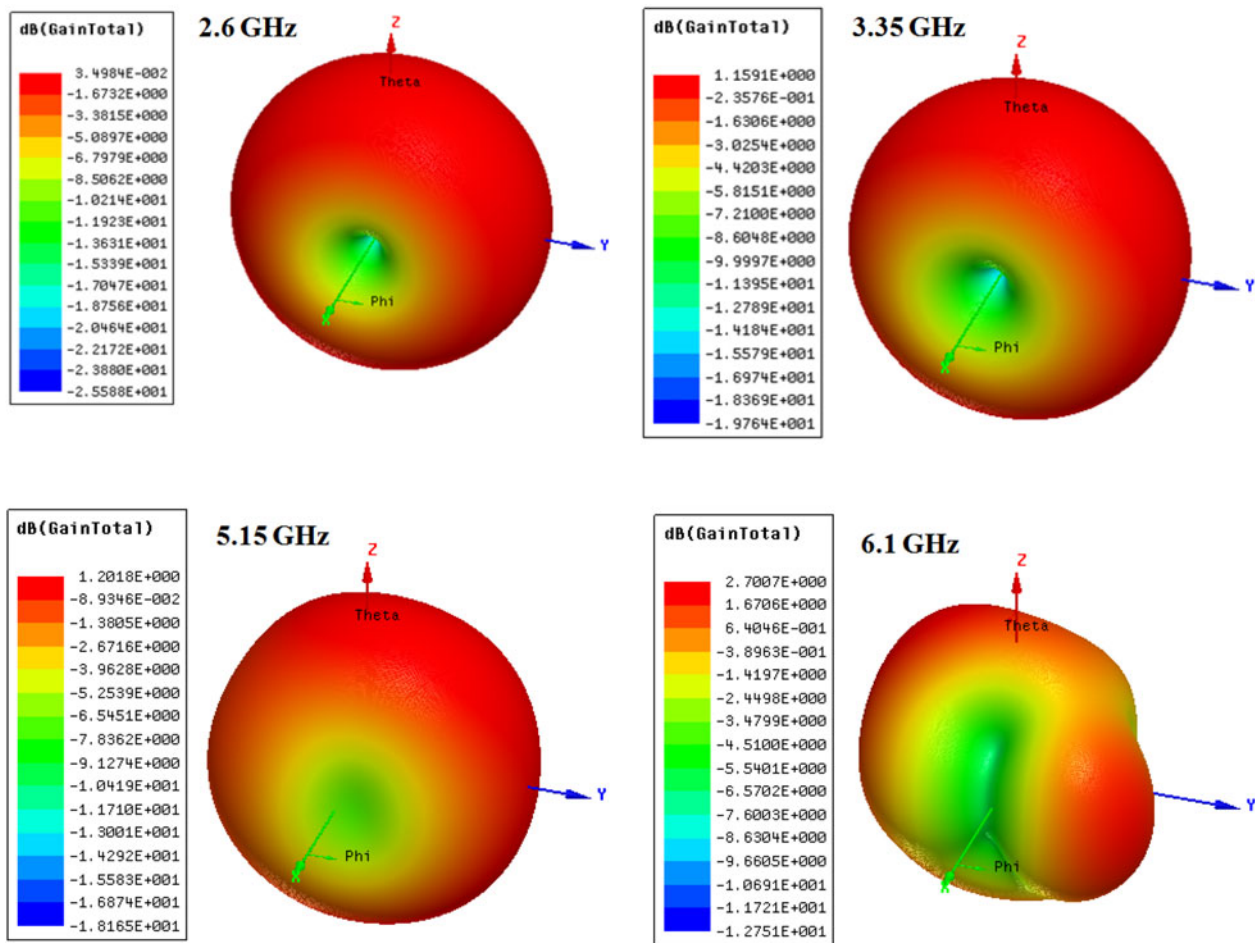 dB(GainTotal)
2.6 GHz
3.4984E-002
-1.6732E+000
-3.3815E+000
-5.0897E+000
-6.7979E+000
-8.5062E+000
-1.0214E+001
-1.1923E+001
-1.3631E+001
-1.5339E+001
-1.7047E+001
-1.8756E+001
-2.0464E+001
-2.2172E+001
-2.3880E+001
-2.5588E+001
Z
Theta
Y
Phi
X
dB(GainTotal)
3.35 GHz
1.1591E+000
-2.3576E-001
-1.6306E+000
-3.0254E+000
-4.4203E+000
-5.8151E+000
-7.2100E+000
-8.6048E+000
-9.9997E+000
-1.1395E+001
-1.2789E+001
-1.4184E+001
-1.5579E+001
-1.6974E+001
-1.8369E+001
-1.9764E+001
Z
Theta
Y
Phi
X
dB(GainTotal)
5.15 GHz
1.2018E+000
-8.9346E-002
-1.3805E+000
-2.6716E+000
-3.9628E+000
-5.2539E+000
-6.5451E+000
-7.8362E+000
-9.1274E+000
-1.0419E+001
-1.1710E+001
-1.3001E+001
-1.4292E+001
-1.5583E+001
-1.6874E+001
-1.8165E+001
Z
Theta
Y
Phi
X
dB(GainTotal)
6.1 GHz
2.7007E+000
1.6706E+000
6.4046E-001
-3.8963E-001
-1.4197E+000
-2.4498E+000
-3.4799E+000
-4.5100E+000
-5.5401E+000
-6.5702E+000
-7.6003E+000
-8.6304E+000
-9.6605E+000
-1.0691E+001
-1.1721E+001
-1.2751E+001
Z
Theta
Y
Phi
X